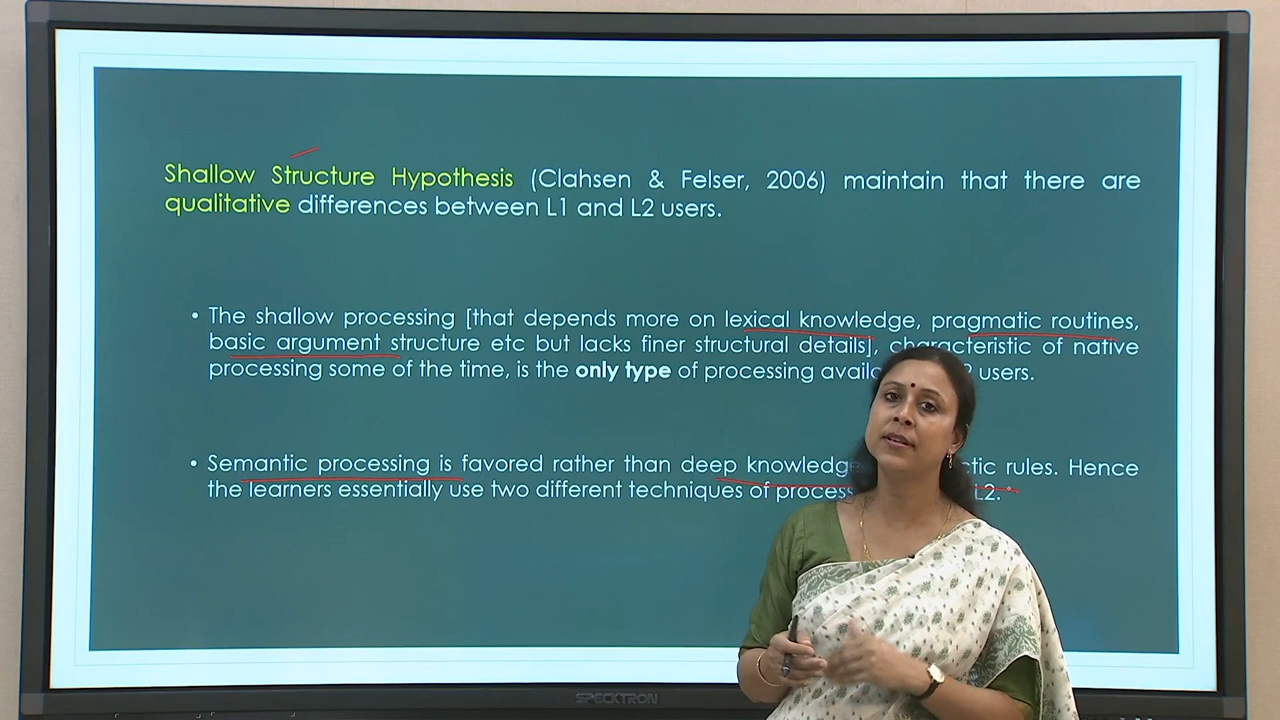 Shallow Structure Hypothesis (Clahsen & Felser, 2006) maintain that there are
qualitative differences between L1 and L2 users.
• The shallow processing [that depends more on lexical knowledge, pragmatic routines,
basic argument structure etc but lacks finer structural details], characteristic of native
processing some of the time, is the only type of processing users.
• Semantic processing is favored rather than deep knowledge rules. Hence
the learners essentially use two different techniques of L2.
SPECKTRON